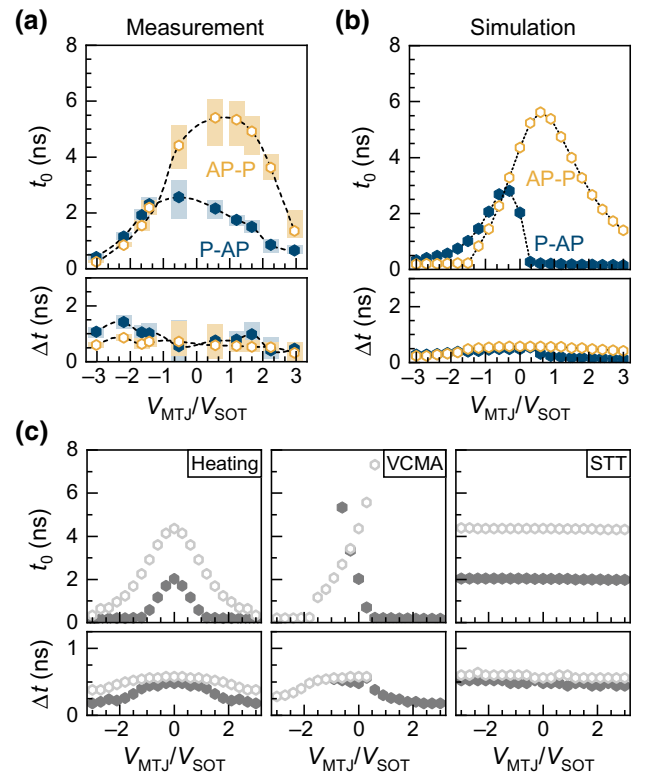 (a) Measurement
(b) Simulation
8
6
4
2
0
t0 (ns)
AP-P
P-AP
2
0
Δt (ns)
−3 −2 −1 0 1 2 3
VMTJ/VSOT
8
6
4
2
0
t0 (ns)
AP-P
P-AP
2
0
Δt (ns)
−3 −2 −1 0 1 2 3
VMTJ/VSOT
(c)
Heating
VCMA
STT
8
6
4
2
0
t0 (ns)
1
0
Δt (ns)
−2 0 2
−2 0 2
−2 0 2
VMTJ/VSOT
VMTJ/VSOT
VMTJ/VSOT